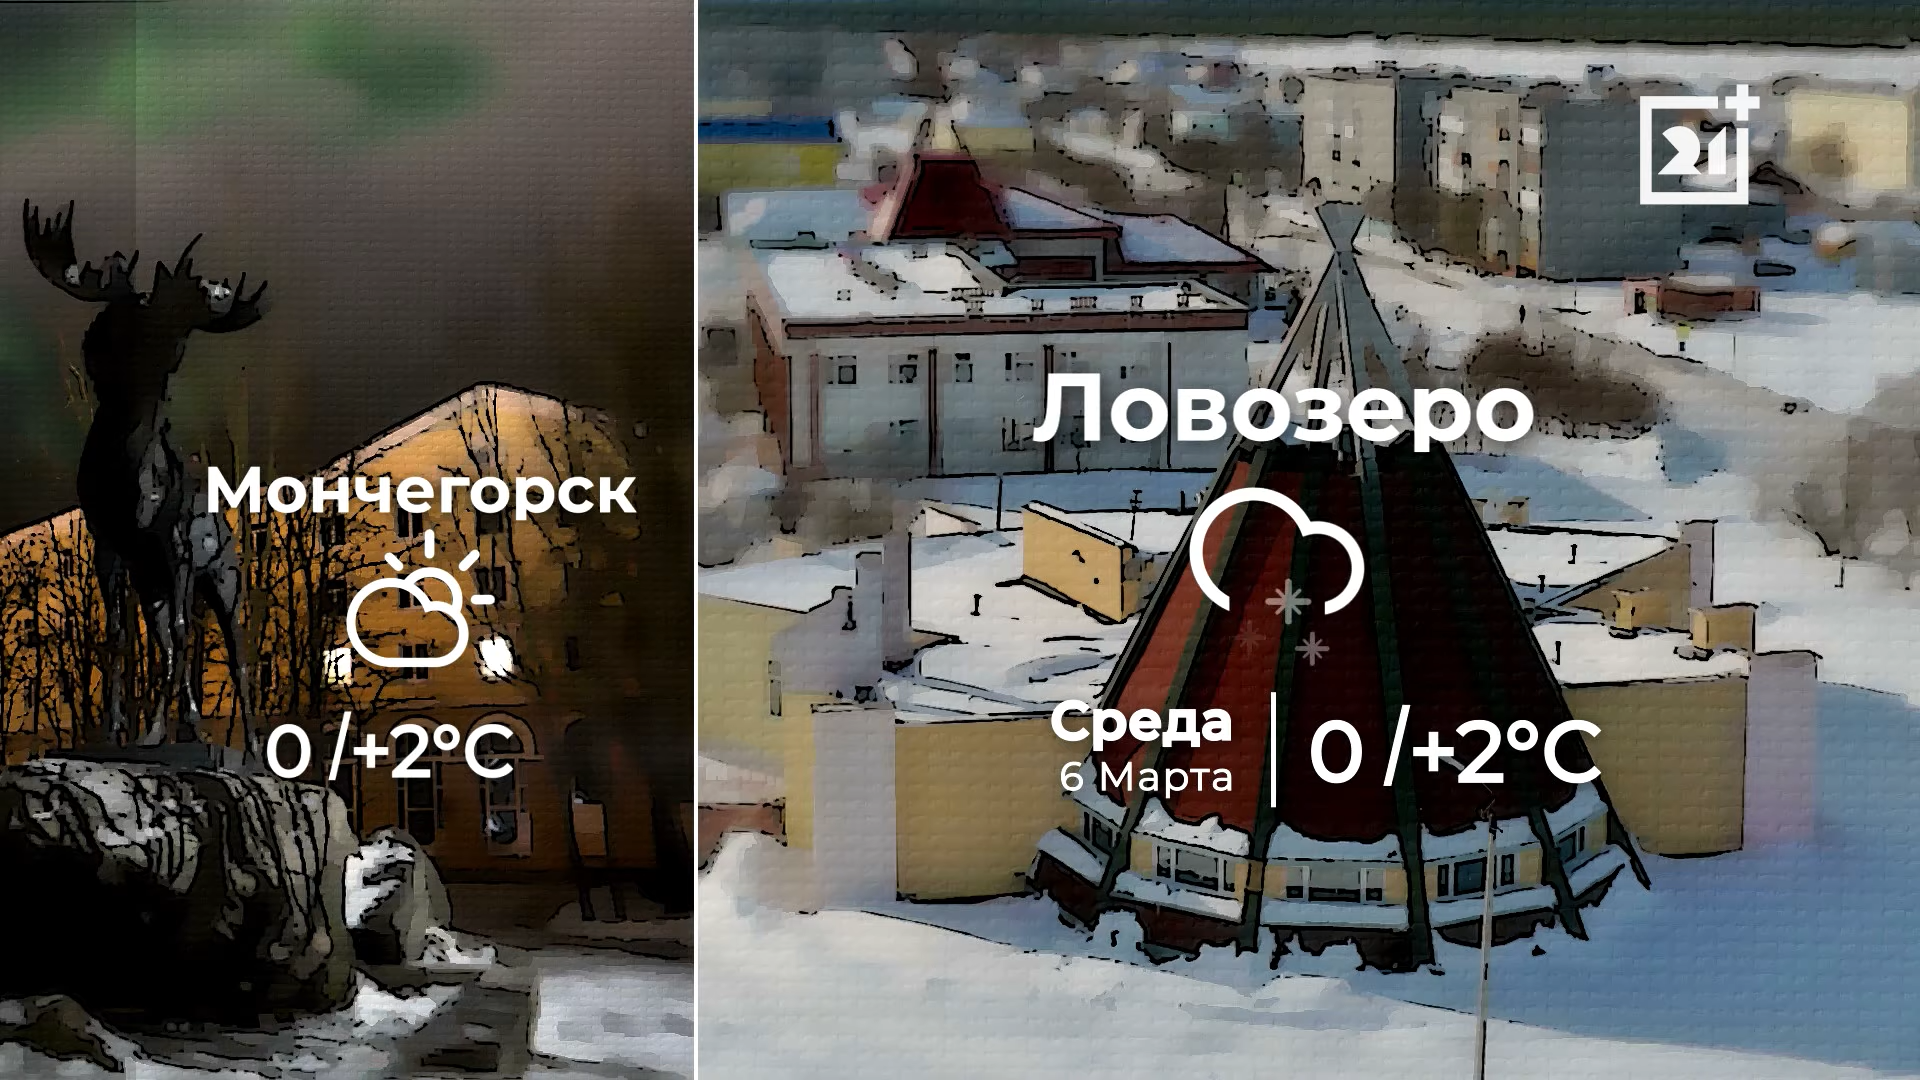 Мончегорск
0 /+2°C
Ловозеро
Среда
6 Марта
0 /+2°C
21+